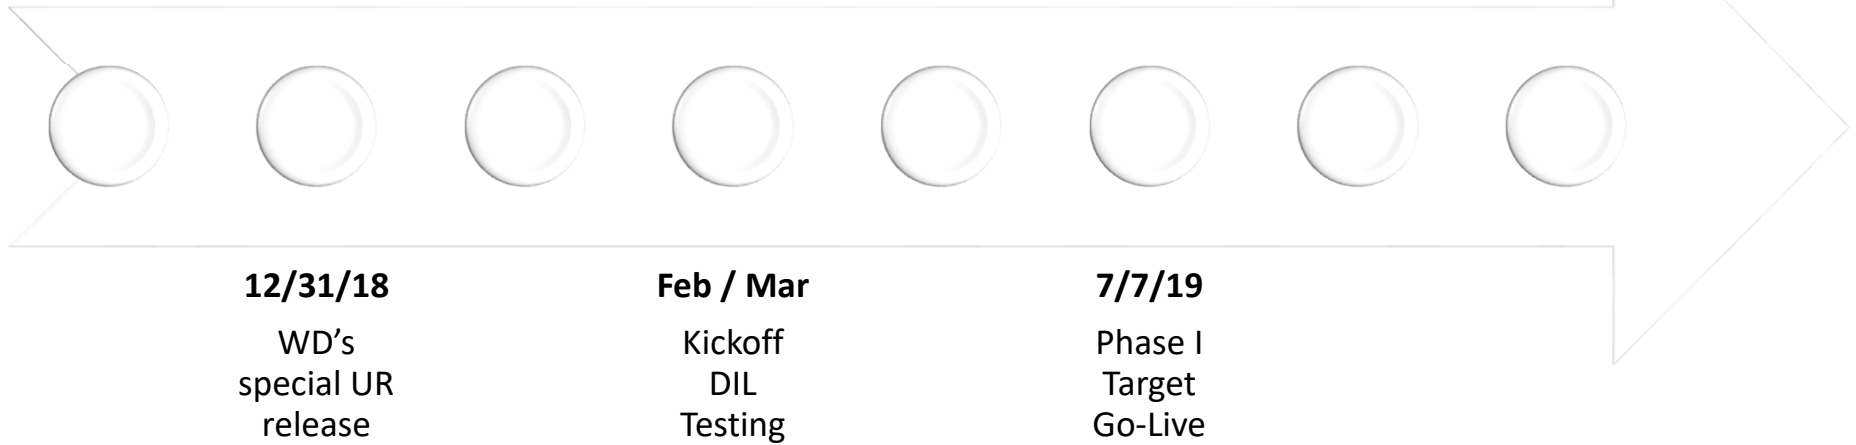 12/31/18
WD’s
special UR
release
Feb / Mar
Kickoff
DIL
Testing
7/7/19
Phase I
Target
Go-Live